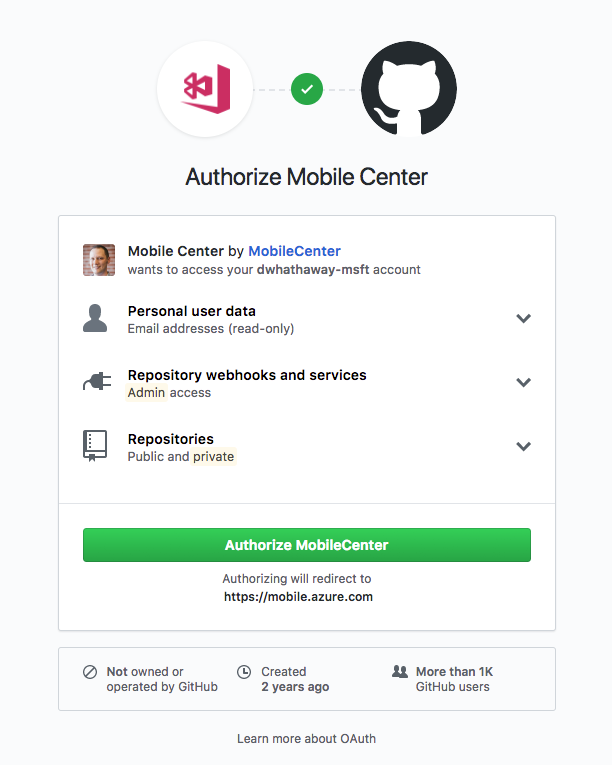 Authorize Mobile Center
Mobile Center by MobileCenter
wants to access your dwhathaway-msft account
Personal user data
Email addresses (read-only)
Repository webhooks and services
Admin access
Repositories
Public and private
Authorize MobileCenter
Authorizing will redirect to
https://mobile.azure.com
Not owned or
operated by GitHub
Created
2 years ago
More than 1K
GitHub users
Learn more about OAuth